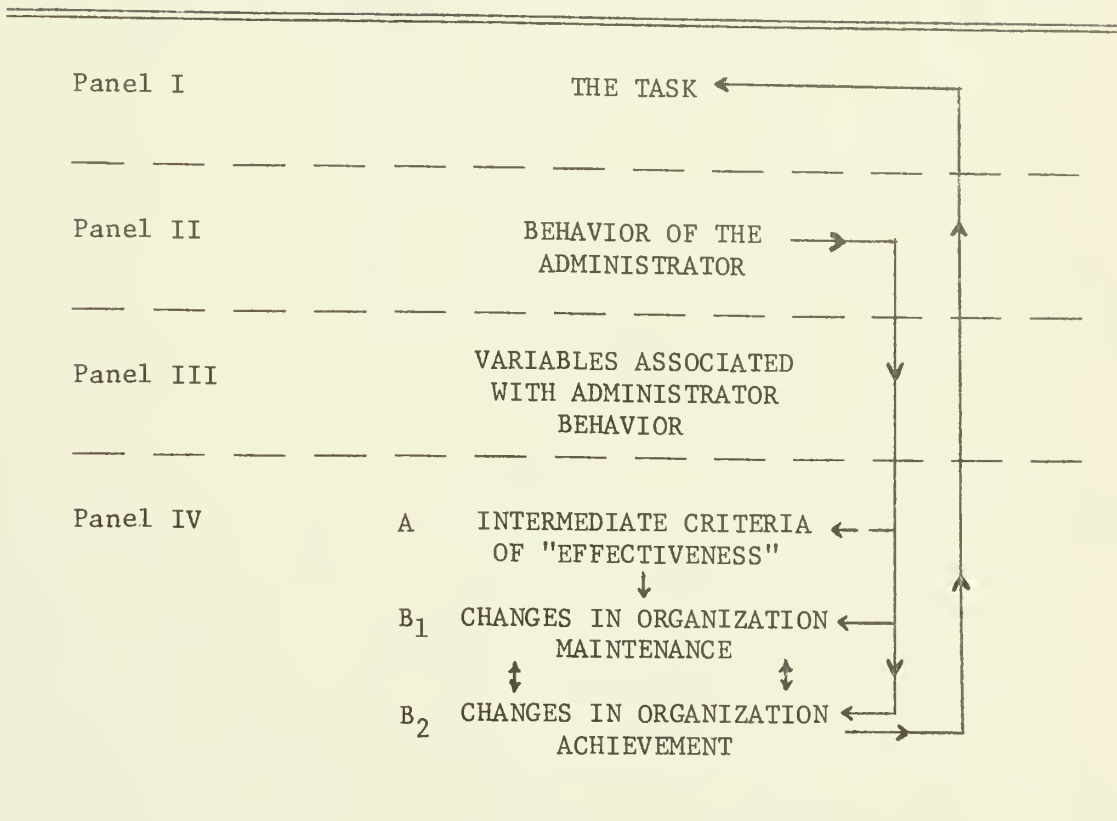 Panel I THE TASK
Panel II BEHAVIOR OF THE
ADMINISTRATOR
Panel III VARIABLES ASSOCIATED
WITH ADMINISTRATOR
BEHAVIOR
Panel IV A INTERMEDIATE CRITERIA
OF "EFFECTIVENESS"
B1 CHANGES IN ORGANIZATION
MAINTENANCE
B2 CHANGES IN ORGANIZATION
ACHIEVEMENT